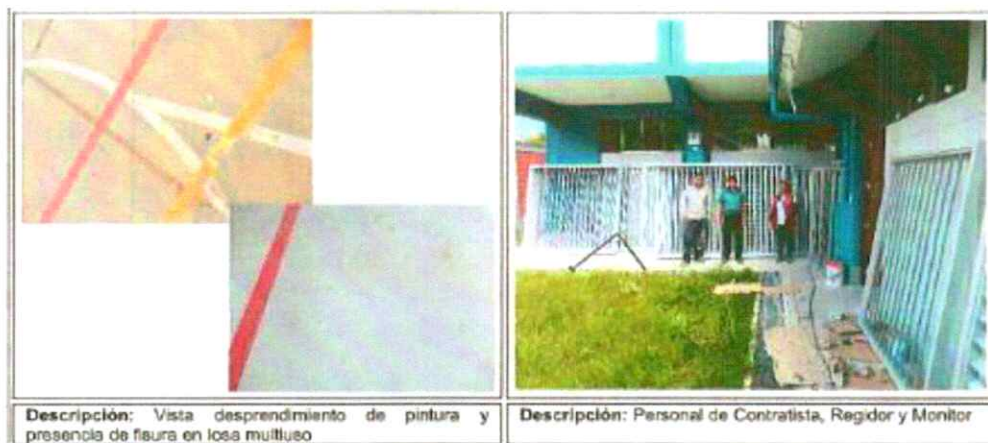 Descripción: Vista desprendimiento de pintura y
presencia de fisura en losa multiuso
Descripción: Personal de Contratista, Regidor y Monitor